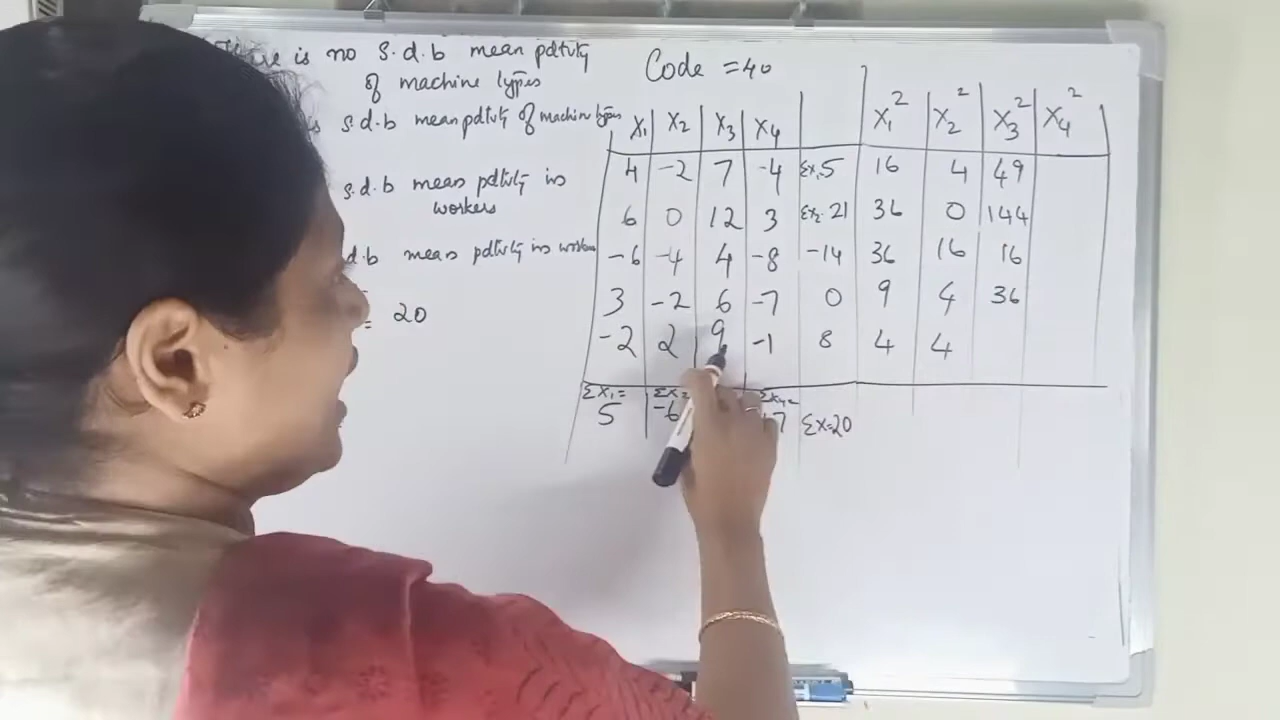 is no s.d.b mean pdtvty
of machine types
s.d.b mean pdtvty of machine types
s.d.b mean pdtvty in
workers
d.b mean pdtvty in workers
= 20
Code = 40
X₁ X₂ X₃ X₄ X₁² X₂² X₃² X₄²
4 -2 7 -4 Σx₁ 5 16 4 49
6 0 12 3 Σx₂ 21 36 0 144
-6 -4 4 -8 -14 36 16 16
3 -2 6 -7 0 9 4 36
-2 2 9 -1 8 4 4
Σx₁= Σx₄=
5 -6 7 Σx=20